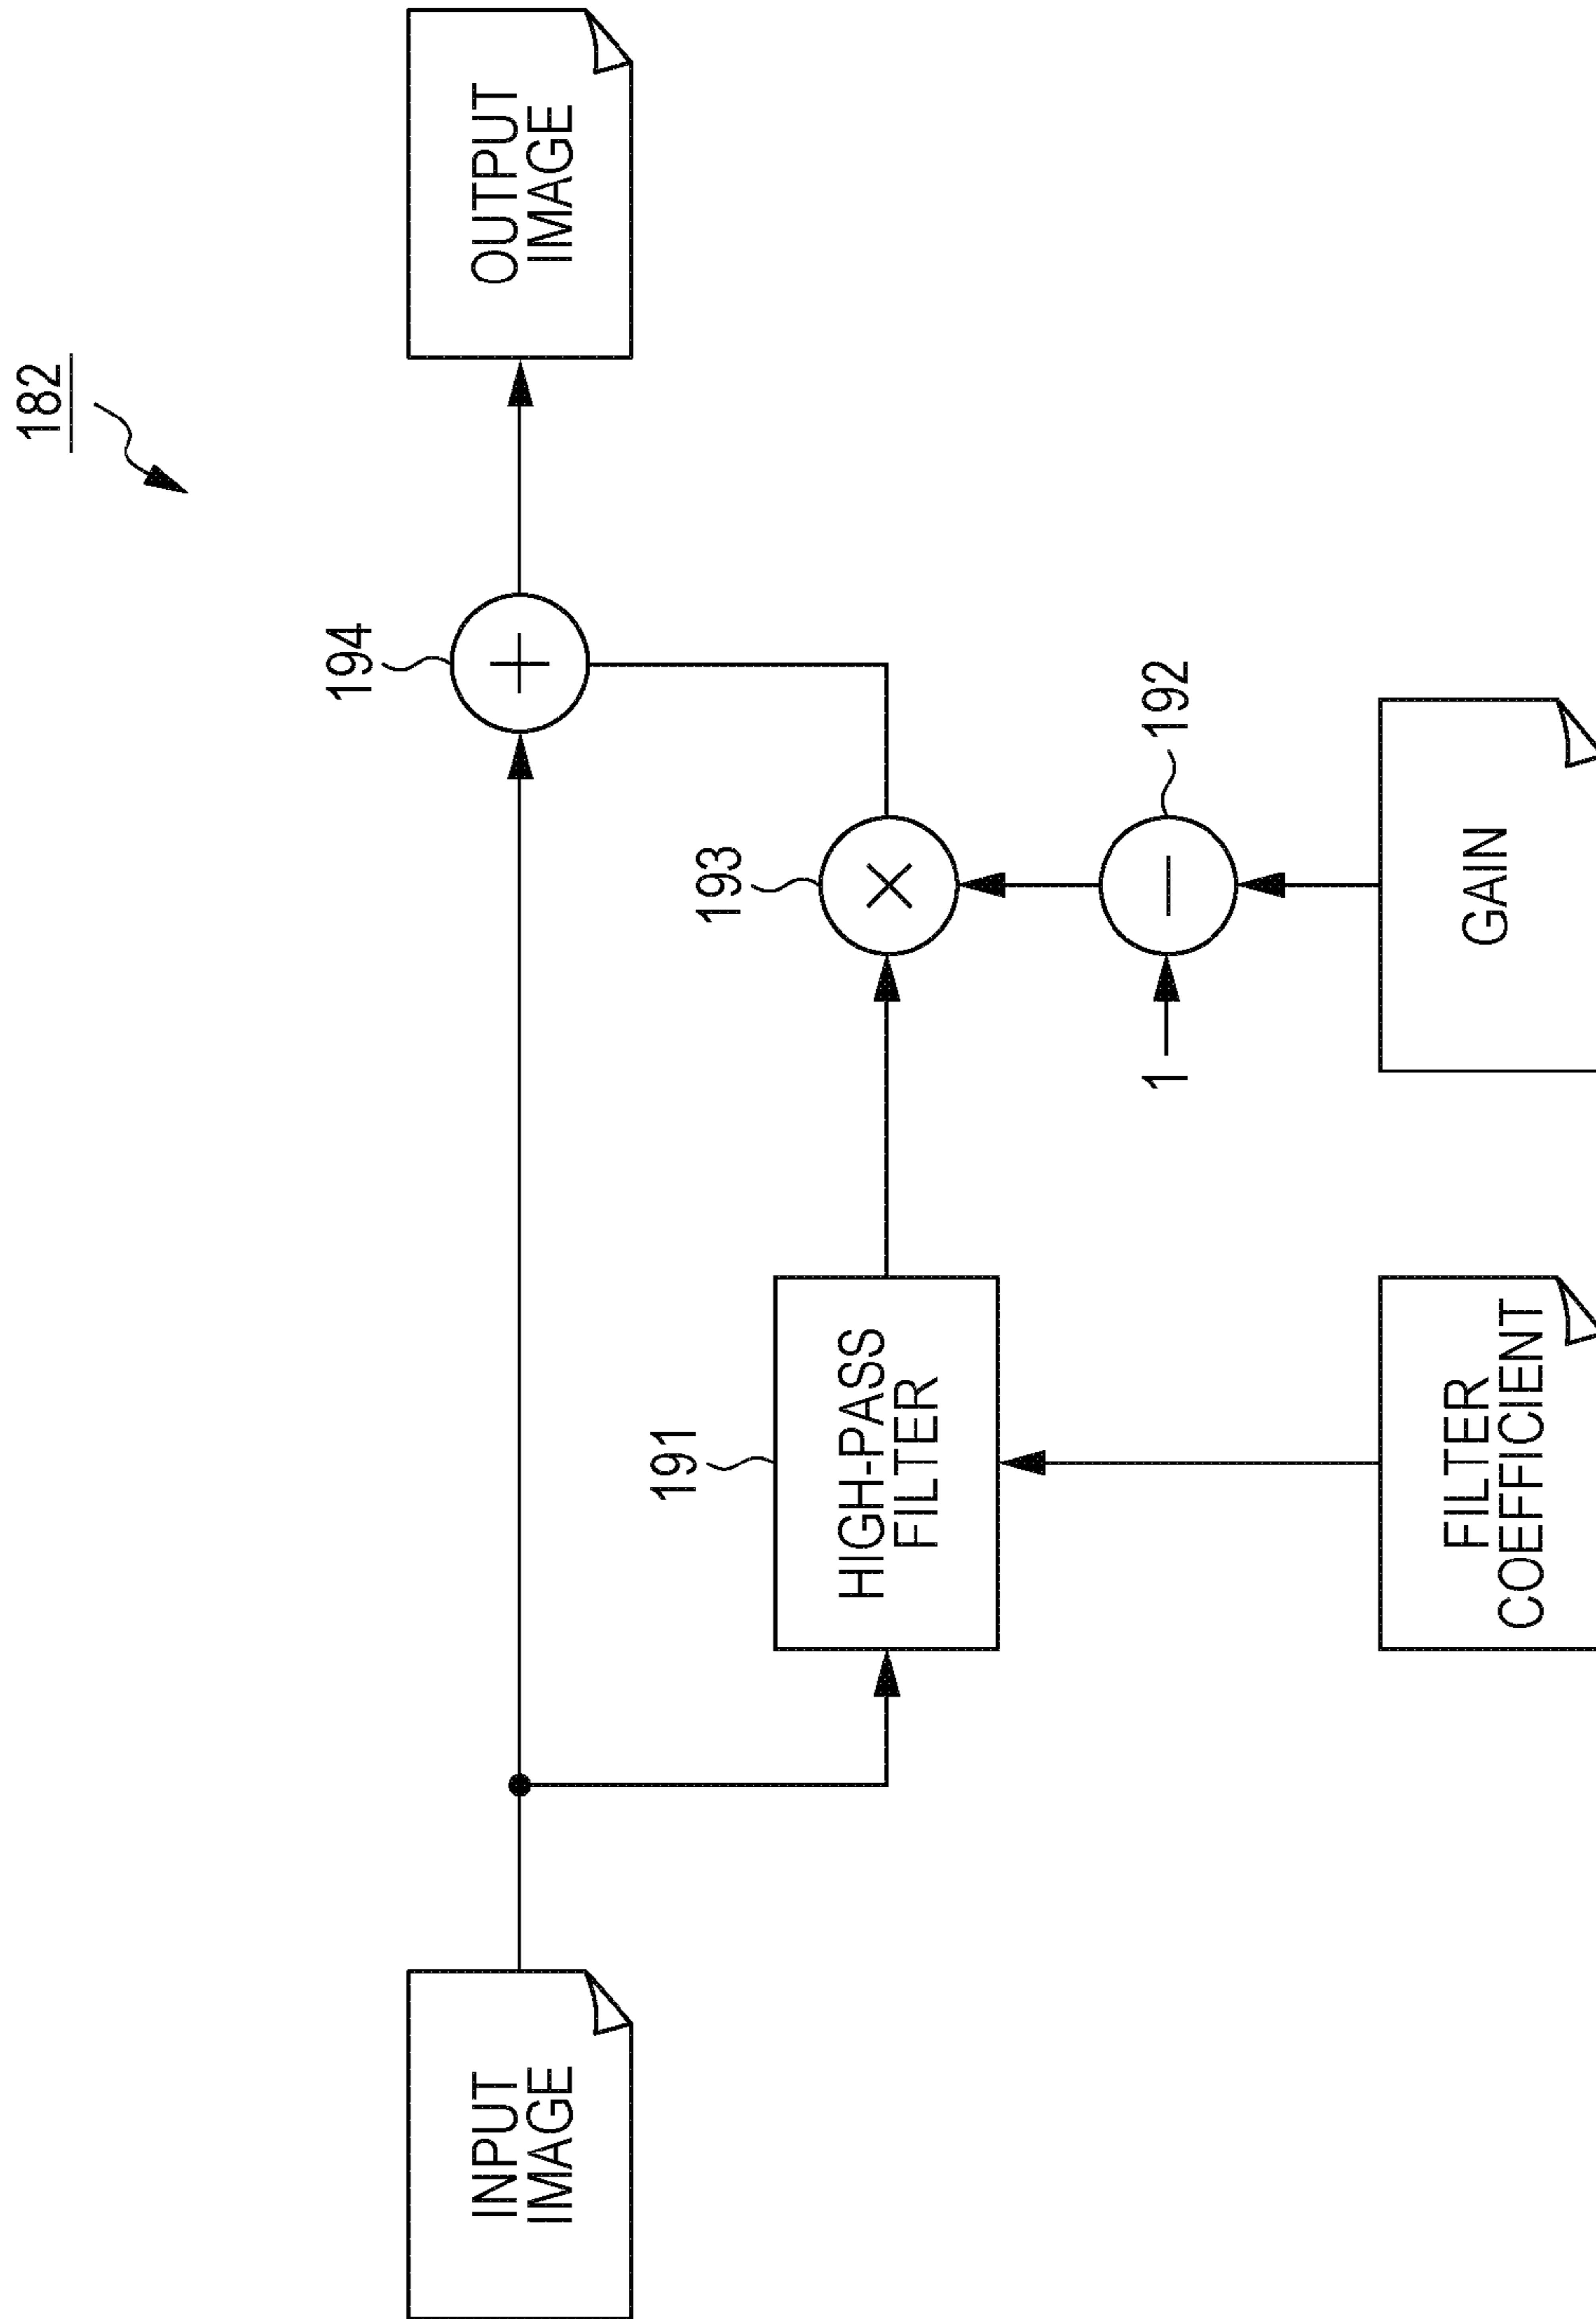 182
INPUT
IMAGE
194
OUTPUT
IMAGE
191
HIGH-PASS
FILTER
193
×
+
1
−
192
FILTER
COEFFICIENT
GAIN